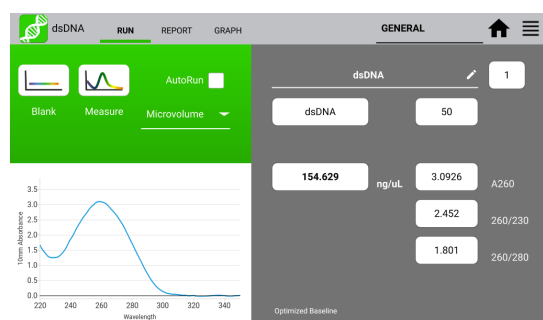 dsDNA RUN REPORT GRAPH GENERAL
AutoRun
Blank Measure Microvolume
dsDNA 1
dsDNA 50
154.629 ng/uL 3.0926 A260
2.452 260/230
1.801 260/280
3.5
3.0
2.5
2.0
1.5
1.0
0.5
0.0
10mm Absorbance
220 240 260 280 300 320 340
Wavelength
Optimized Baseline